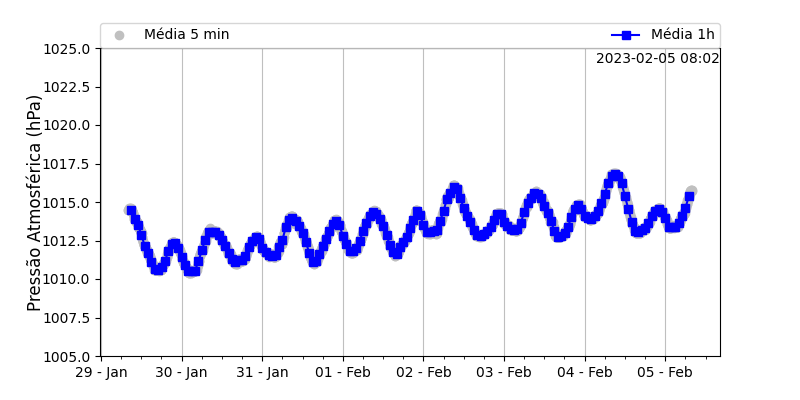 Média 5 min
Média 1h
2023-02-05 08:02
Pressão Atmosférica (hPa)
1025.0
1022.5
1020.0
1017.5
1015.0
1012.5
1010.0
1007.5
1005.0
29 - Jan
30 - Jan
31 - Jan
01 - Feb
02 - Feb
03 - Feb
04 - Feb
05 - Feb